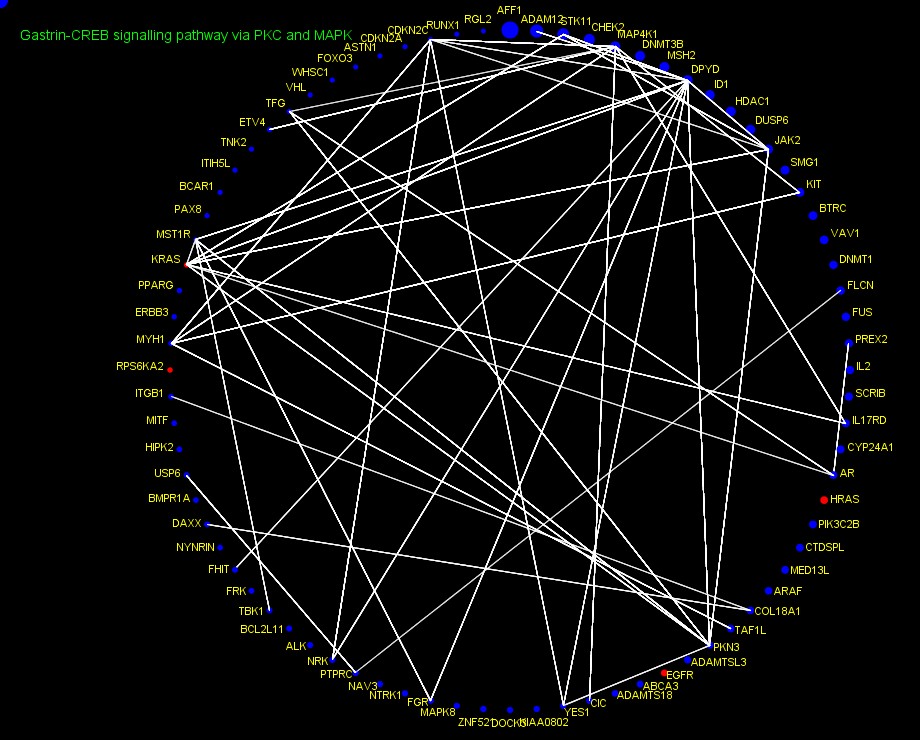 Gastrin-CREB signalling pathway via PKC and MAPK
AFF1
ADAM12
STK11
CHEK2
MAP4K1
DNMT3B
MSH2
DPYD
ID1
HDAC1
DUSP6
JAK2
SMG1
KIT
BTRC
VAV1
DNMT1
FLCN
FUS
PREX2
IL2
SCRIB
IL17RD
CYP24A1
AR
HRAS
PIK3C2B
CTDSPL
MED13L
ARAF
COL18A1
TAF1L
PKN3
ADAMTSL3
EGFR
ABCA3
ADAMTS18
CIC
YES1
KIAA0802
DOCK5
ZNF521
MAPK8
FGR
NTRK1
NAV3
PTPRC
NRK
ALK
BCL2L11
TBK1
FRK
FHIT
NYNRIN
DAXX
BMPR1A
USP6
HIPK2
MITF
ITGB1
RPS6KA2
MYH1
ERBB3
PPARG
KRAS
MST1R
PAX8
BCAR1
ITIH5L
TNK2
ETV4
TFG
VHL
WHSC1
FOXO3
ASTN1
CDKN2A
CDKN2C
RUNX1
RGL2